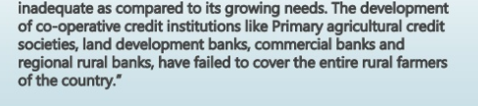 inadequate as compared to its growing needs. The development
of co-operative credit institutions like Primary agricultural credit
societies, land development banks, commercial banks and
regional rural banks, have failed to cover the entire rural farmers
of the country.”